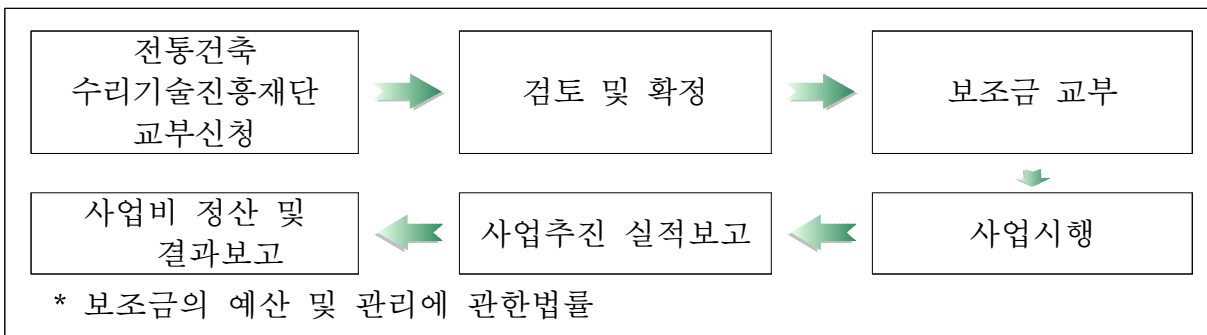 전통건축
수리기술진흥재단
교부신청
검토 및 확정
보조금 교부
사업시행
사업추진 실적보고
사업비 정산 및
결과보고
* 보조금의 예산 및 관리에 관한법률